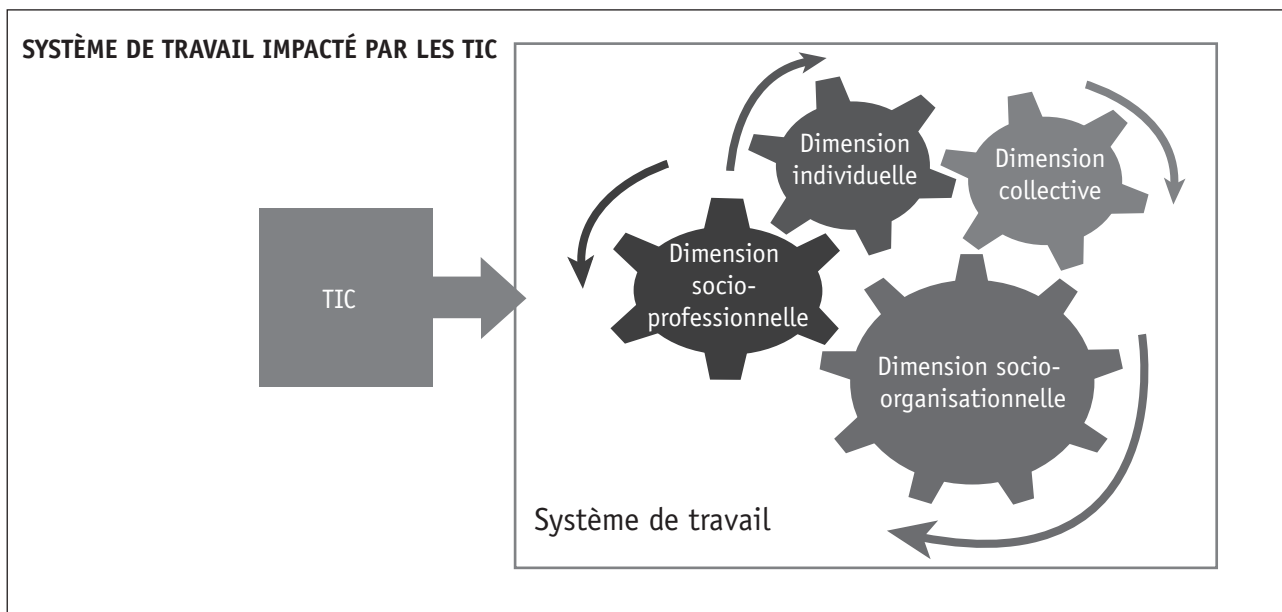 SYSTÈME DE TRAVAIL IMPACTÉ PAR LES TIC
TIC
Dimension
individuelle
Dimension
collective
Dimension
socio-
professionnelle
Dimension socio-
organisationnelle
Système de travail